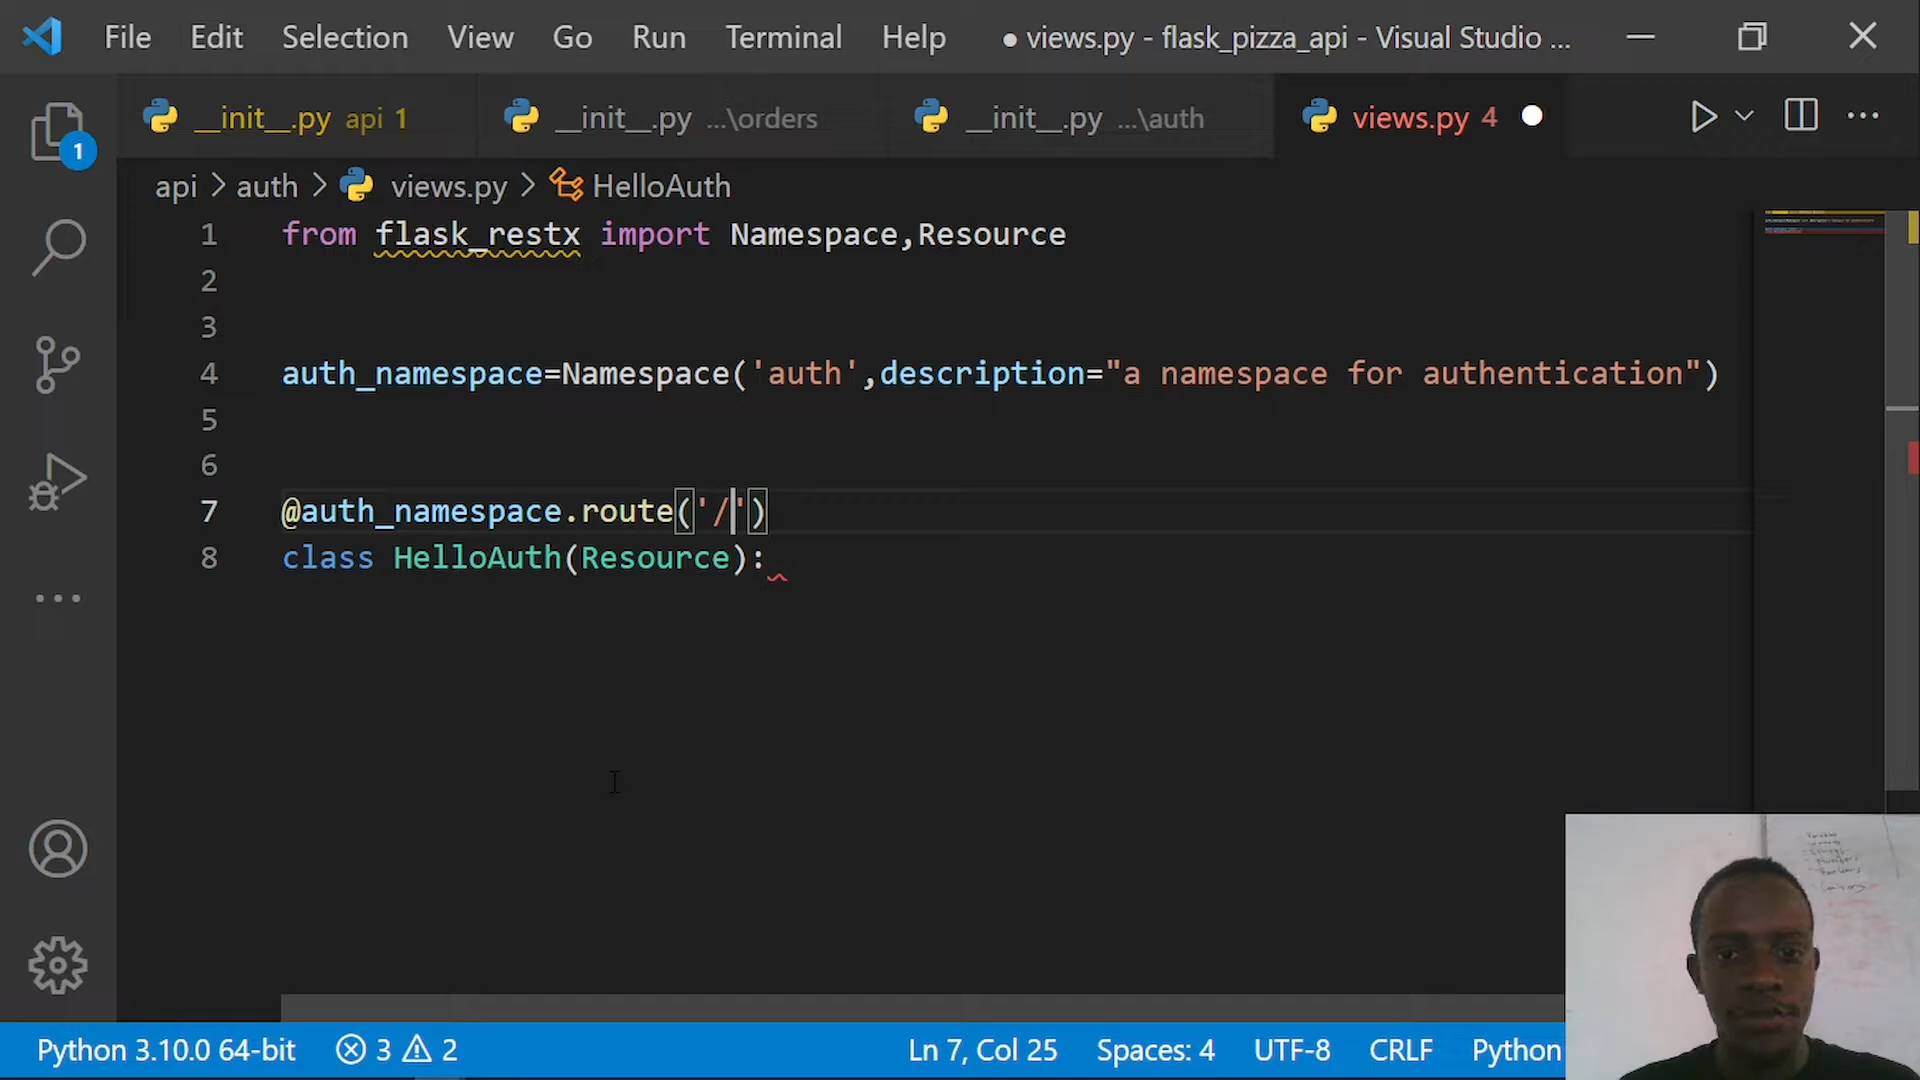 File Edit Selection View Go Run Terminal Help ● views.py - flask_pizza_api - Visual Studio ...
__init__.py api 1 __init__.py ...\orders __init__.py ...\auth views.py 4
1
api > auth > views.py > HelloAuth
1 from flask_restx import Namespace,Resource
2
3
4 auth_namespace=Namespace('auth',description="a namespace for authentication")
5
6
7 @auth_namespace.route('/')
8 class HelloAuth(Resource):
Python 3.10.0 64-bit 3 2 Ln 7, Col 25 Spaces: 4 UTF-8 CRLF Python